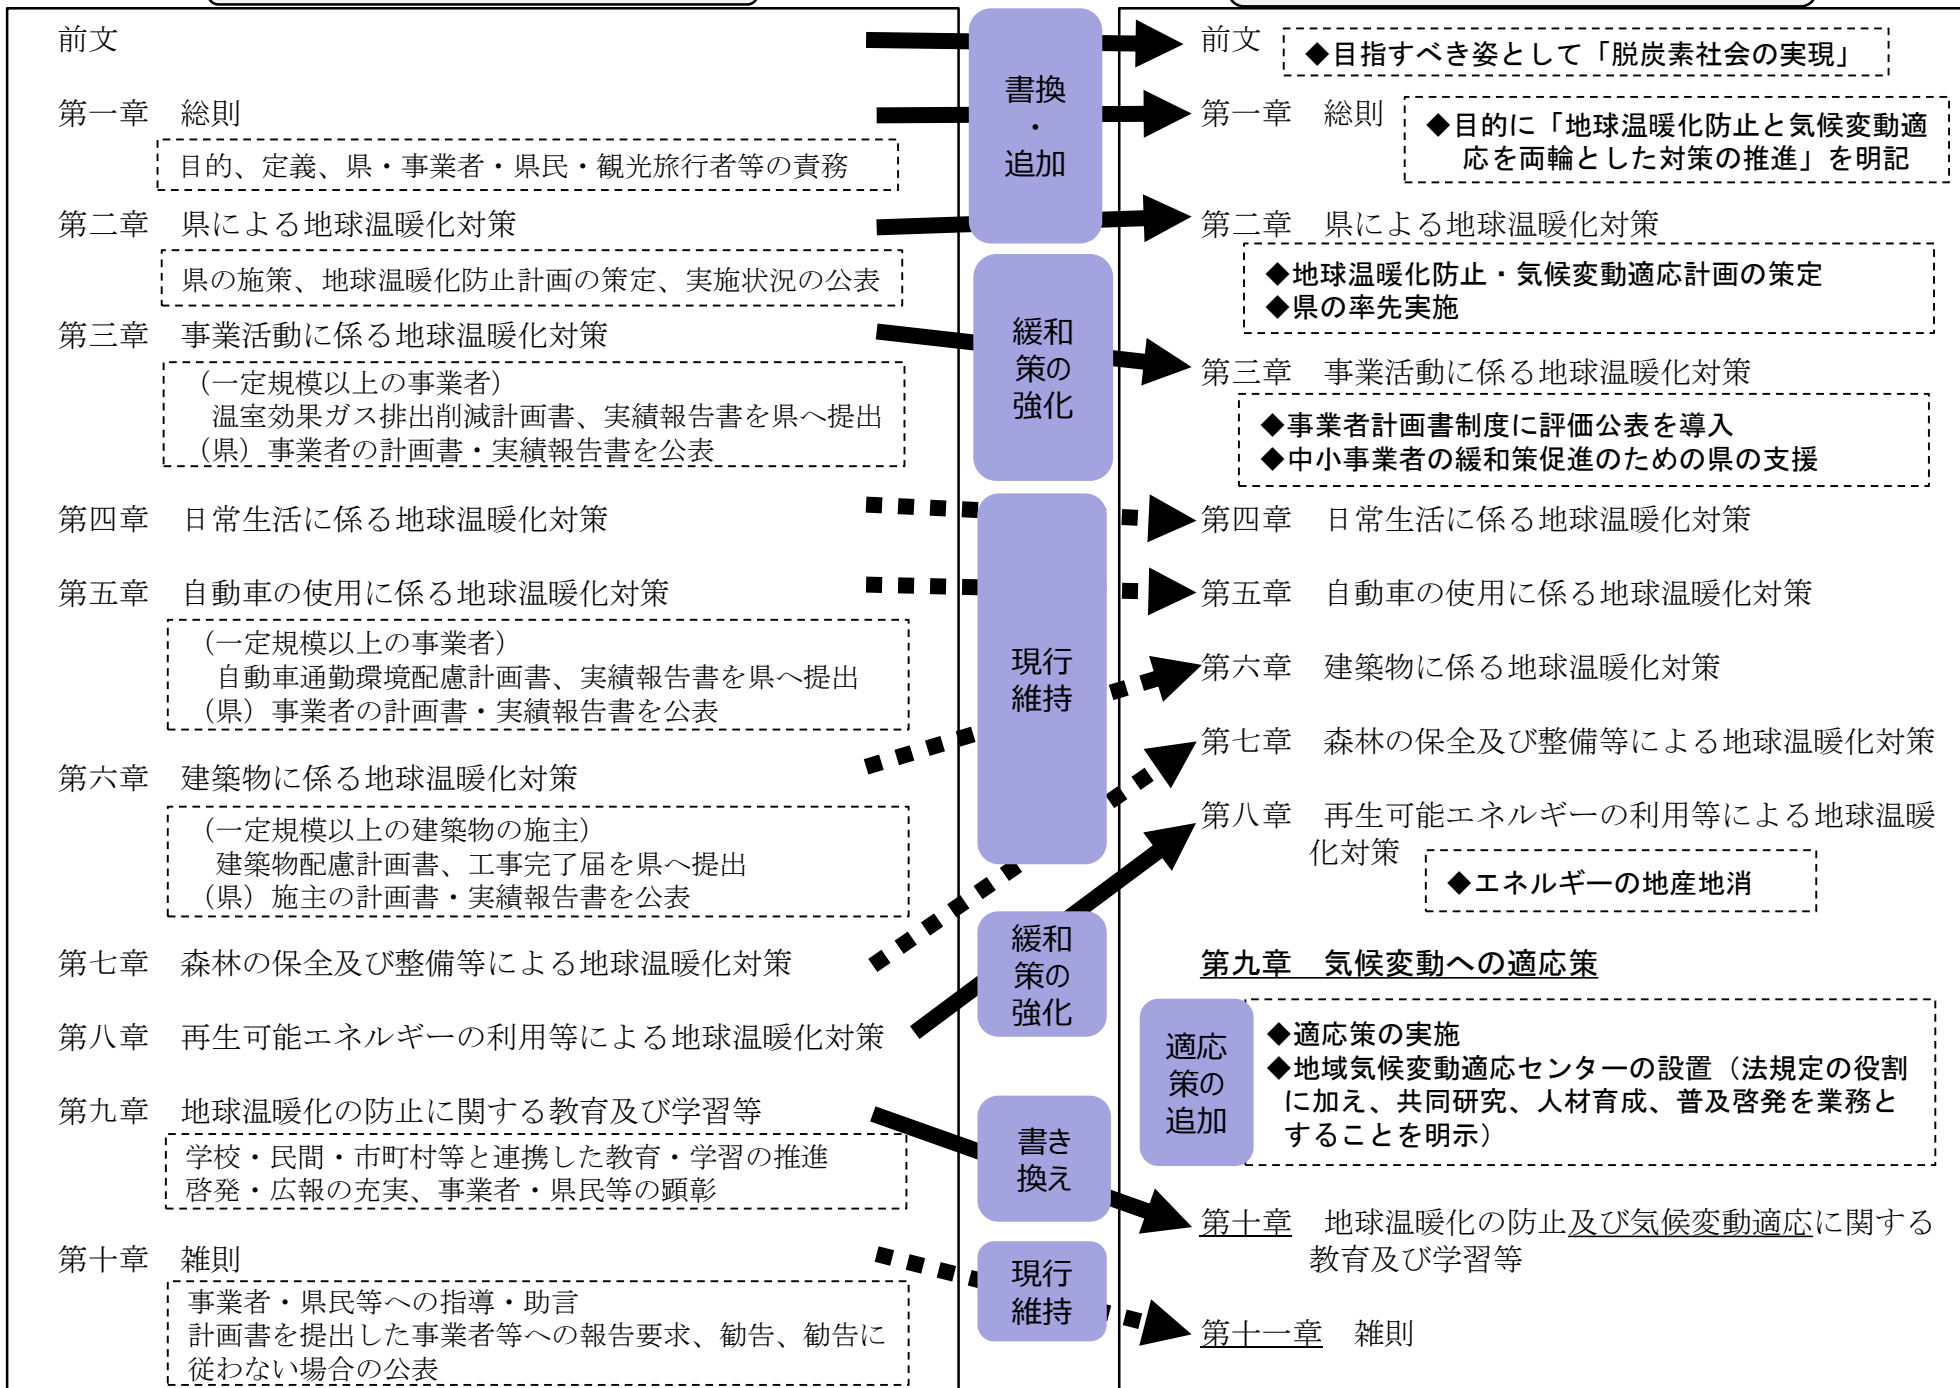 前文
第一章　総則
目的、定義、県・事業者・県民・観光旅行者等の責務
第二章　県による地球温暖化対策
県の施策、地球温暖化防止計画の策定、実施状況の公表
第三章　事業活動に係る地球温暖化対策
（一定規模以上の事業者）
温室効果ガス排出削減計画書、実績報告書を県へ提出
（県）事業者の計画書・実績報告書を公表
第四章　日常生活に係る地球温暖化対策
第五章　自動車の使用に係る地球温暖化対策
（一定規模以上の事業者）
自動車通勤環境配慮計画書、実績報告書を県へ提出
（県）事業者の計画書・実績報告書を公表
第六章　建築物に係る地球温暖化対策
（一定規模以上の建築物の施主）
建築物配慮計画書、工事完了届を県へ提出
（県）施主の計画書・実績報告書を公表
第七章　森林の保全及び整備等による地球温暖化対策
第八章　再生可能エネルギーの利用等による地球温暖化対策
第九章　地球温暖化の防止に関する教育及び学習等
学校・民間・市町村等と連携した教育・学習の推進
啓発・広報の充実、事業者・県民等の顕彰
第十章　雑則
事業者・県民等への指導・助言
計画書を提出した事業者等への報告要求、勧告、勧告に
従わない場合の公表
書換
・
追加
緩和
策の
強化
現行
維持
緩和
策の
強化
書き
換え
現行
維持
前文
◆目指すべき姿として「脱炭素社会の実現」
第一章　総則
◆目的に「地球温暖化防止と気候変動適
応を両輪とした対策の推進」を明記
第二章　県による地球温暖化対策
◆地球温暖化防止・気候変動適応計画の策定
◆県の率先実施
第三章　事業活動に係る地球温暖化対策
◆事業者計画書制度に評価公表を導入
◆中小事業者の緩和策促進のための県の支援
第四章　日常生活に係る地球温暖化対策
第五章　自動車の使用に係る地球温暖化対策
第六章　建築物に係る地球温暖化対策
第七章　森林の保全及び整備等による地球温暖化対策
第八章　再生可能エネルギーの利用等による地球温暖
化対策
◆エネルギーの地産地消
第九章　気候変動への適応策
適応
策の
追加
◆適応策の実施
◆地域気候変動適応センターの設置（法規定の役割
に加え、共同研究、人材育成、普及啓発を業務と
することを明示）
第十章　地球温暖化の防止及び気候変動適応に関する
教育及び学習等
第十一章　雑則